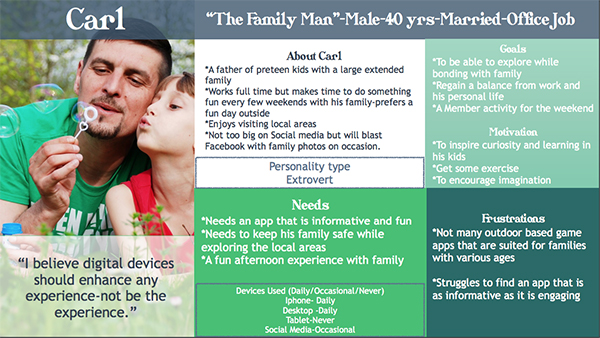 Carl
“The Family Man”-Male-40 yrs-Married-Office Job
About Carl
*A father of preteen kids with a large extended
family
*Works full time but makes time to do something
fun every few weekends with his family-prefers a
fun day outside
*Enjoys visiting local areas
*Not too big on Social media but will blast
Facebook with family photos on occasion.
Personality type
Extrovert
Goals
*To be able to explore while
bonding with family
*Regain a balance from work and
his personal life
*A Member activity for the weekend
Motivation
*To inspire curiosity and learning in
his kids
*Get some exercise
*To encourage imagination
“I believe digital devices
should enhance any
experience-not be the
experience.”
Needs
*Needs an app that is informative and fun
*Needs to keep his family safe while
exploring the local areas
*A fun afternoon experience with family
Devices Used (Daily/Occasional/Never)
Iphone- Daily
Desktop -Daily
Tablet-Never
Social Media-Occasional
Frustrations
*Not many outdoor based game
apps that are suited for families
with various ages
*Struggles to find an app that is
as informative as it is engaging